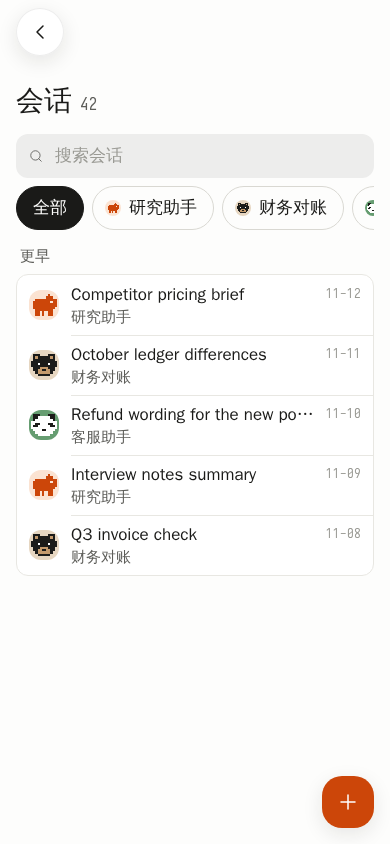 会话 42
搜索会话
全部 研究助手 财务对账
更早
Competitor pricing brief 11-12
研究助手
October ledger differences 11-11
财务对账
Refund wording for the new po··· 11-10
客服助手
Interview notes summary 11-09
研究助手
Q3 invoice check 11-08
财务对账